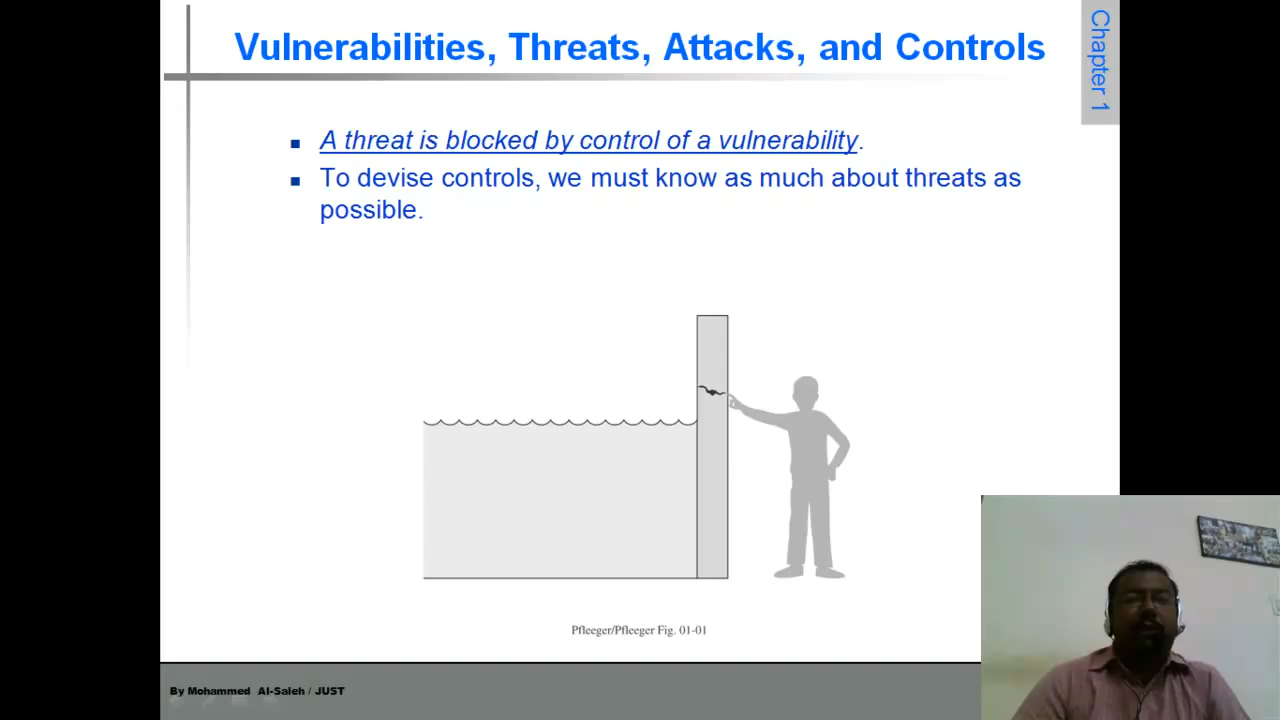 Vulnerabilities, Threats, Attacks, and Controls
Chapter 1
A threat is blocked by control of a vulnerability.
To devise controls, we must know as much about threats as
possible.
Pfleeger/Pfleeger Fig. 01-01
By Mohammed Al-Saleh / JUST